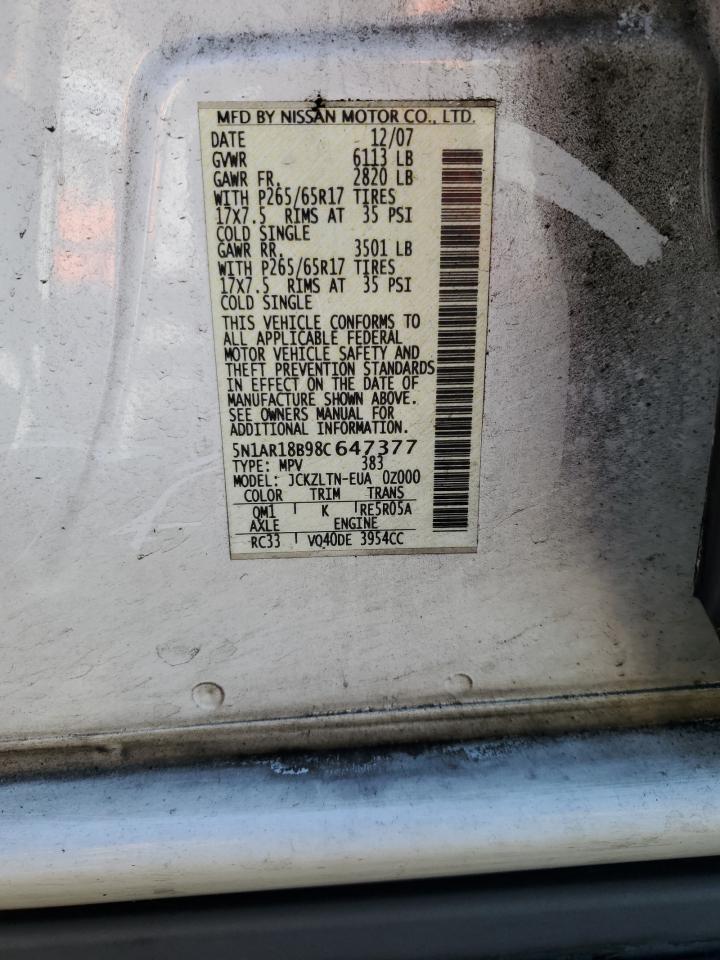 MFD BY NISSAN MOTOR CO., LTD.
DATE 12/07
GVWR 6113 LB
GAWR FR. 2820 LB
WITH P265/65R17 TIRES
17X7.5 RIMS AT 35 PSI
COLD SINGLE
GAWR RR. 3501 LB
WITH P265/65R17 TIRES
17X7.5 RIMS AT 35 PSI
COLD SINGLE
THIS VEHICLE CONFORMS TO
ALL APPLICABLE FEDERAL
MOTOR VEHICLE SAFETY AND
THEFT PREVENTION STANDARDS
IN EFFECT ON THE DATE OF
MANUFACTURE SHOWN ABOVE.
SEE OWNERS MANUAL FOR
ADDITIONAL INFORMATION.
5N1AR18B98C647377
TYPE: MPV 383
MODEL: JCKZLTN-EUA 0Z000
COLOR TRIM TRANS
QM1 K RE5R05A
AXLE ENGINE
RC33 VQ40DE 3954CC